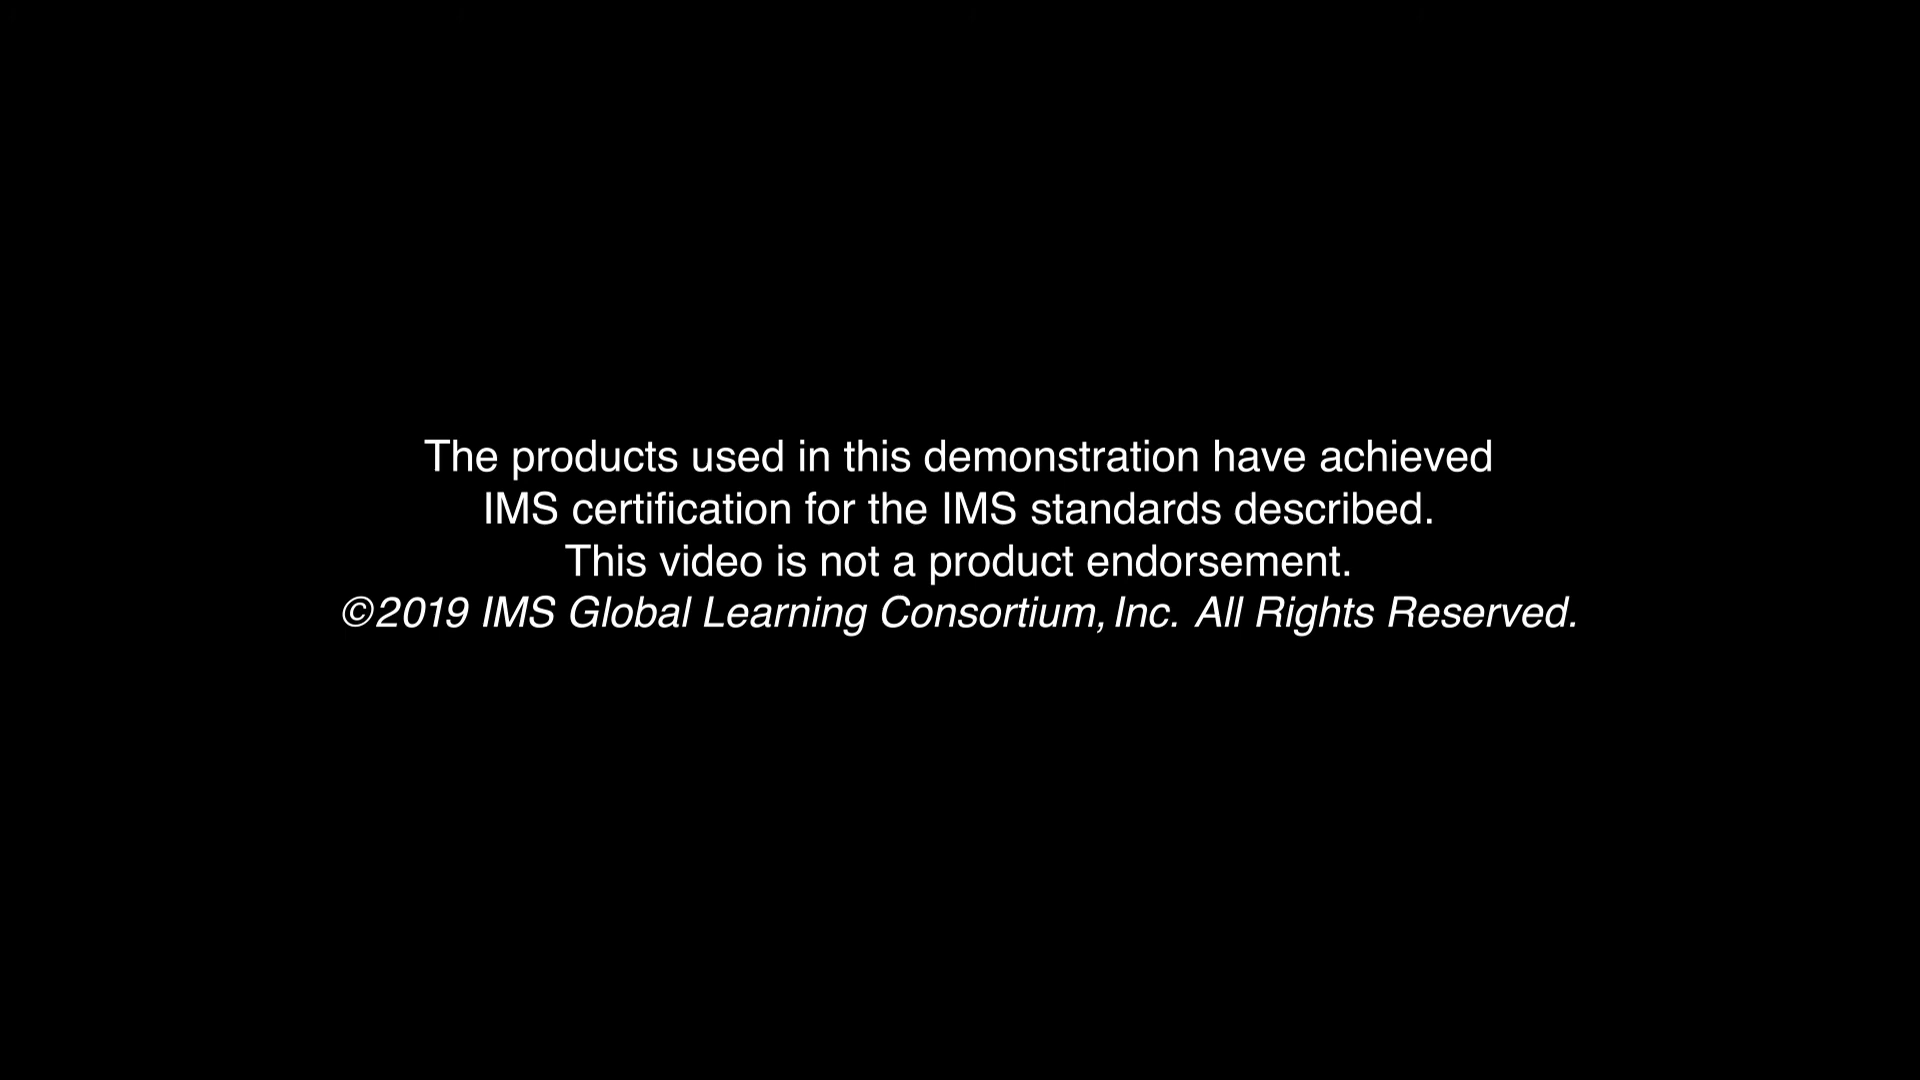 The products used in this demonstration have achieved
IMS certification for the IMS standards described.
This video is not a product endorsement.
©2019 IMS Global Learning Consortium, Inc. All Rights Reserved.